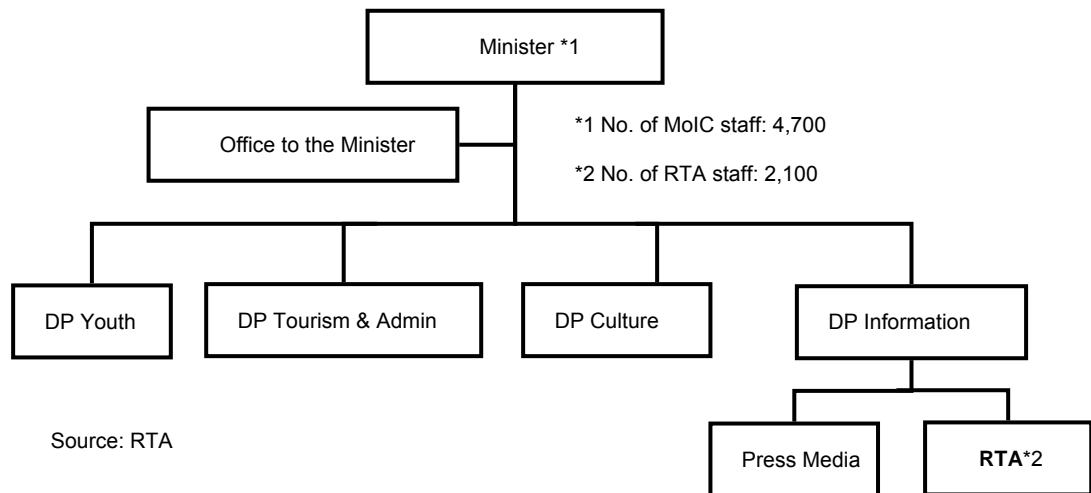 Minister *1
Office to the Minister
*1 No. of MoIC staff: 4,700
*2 No. of RTA staff: 2,100
DP Youth
DP Tourism & Admin
DP Culture
DP Information
Source: RTA
Press Media
RTA*2